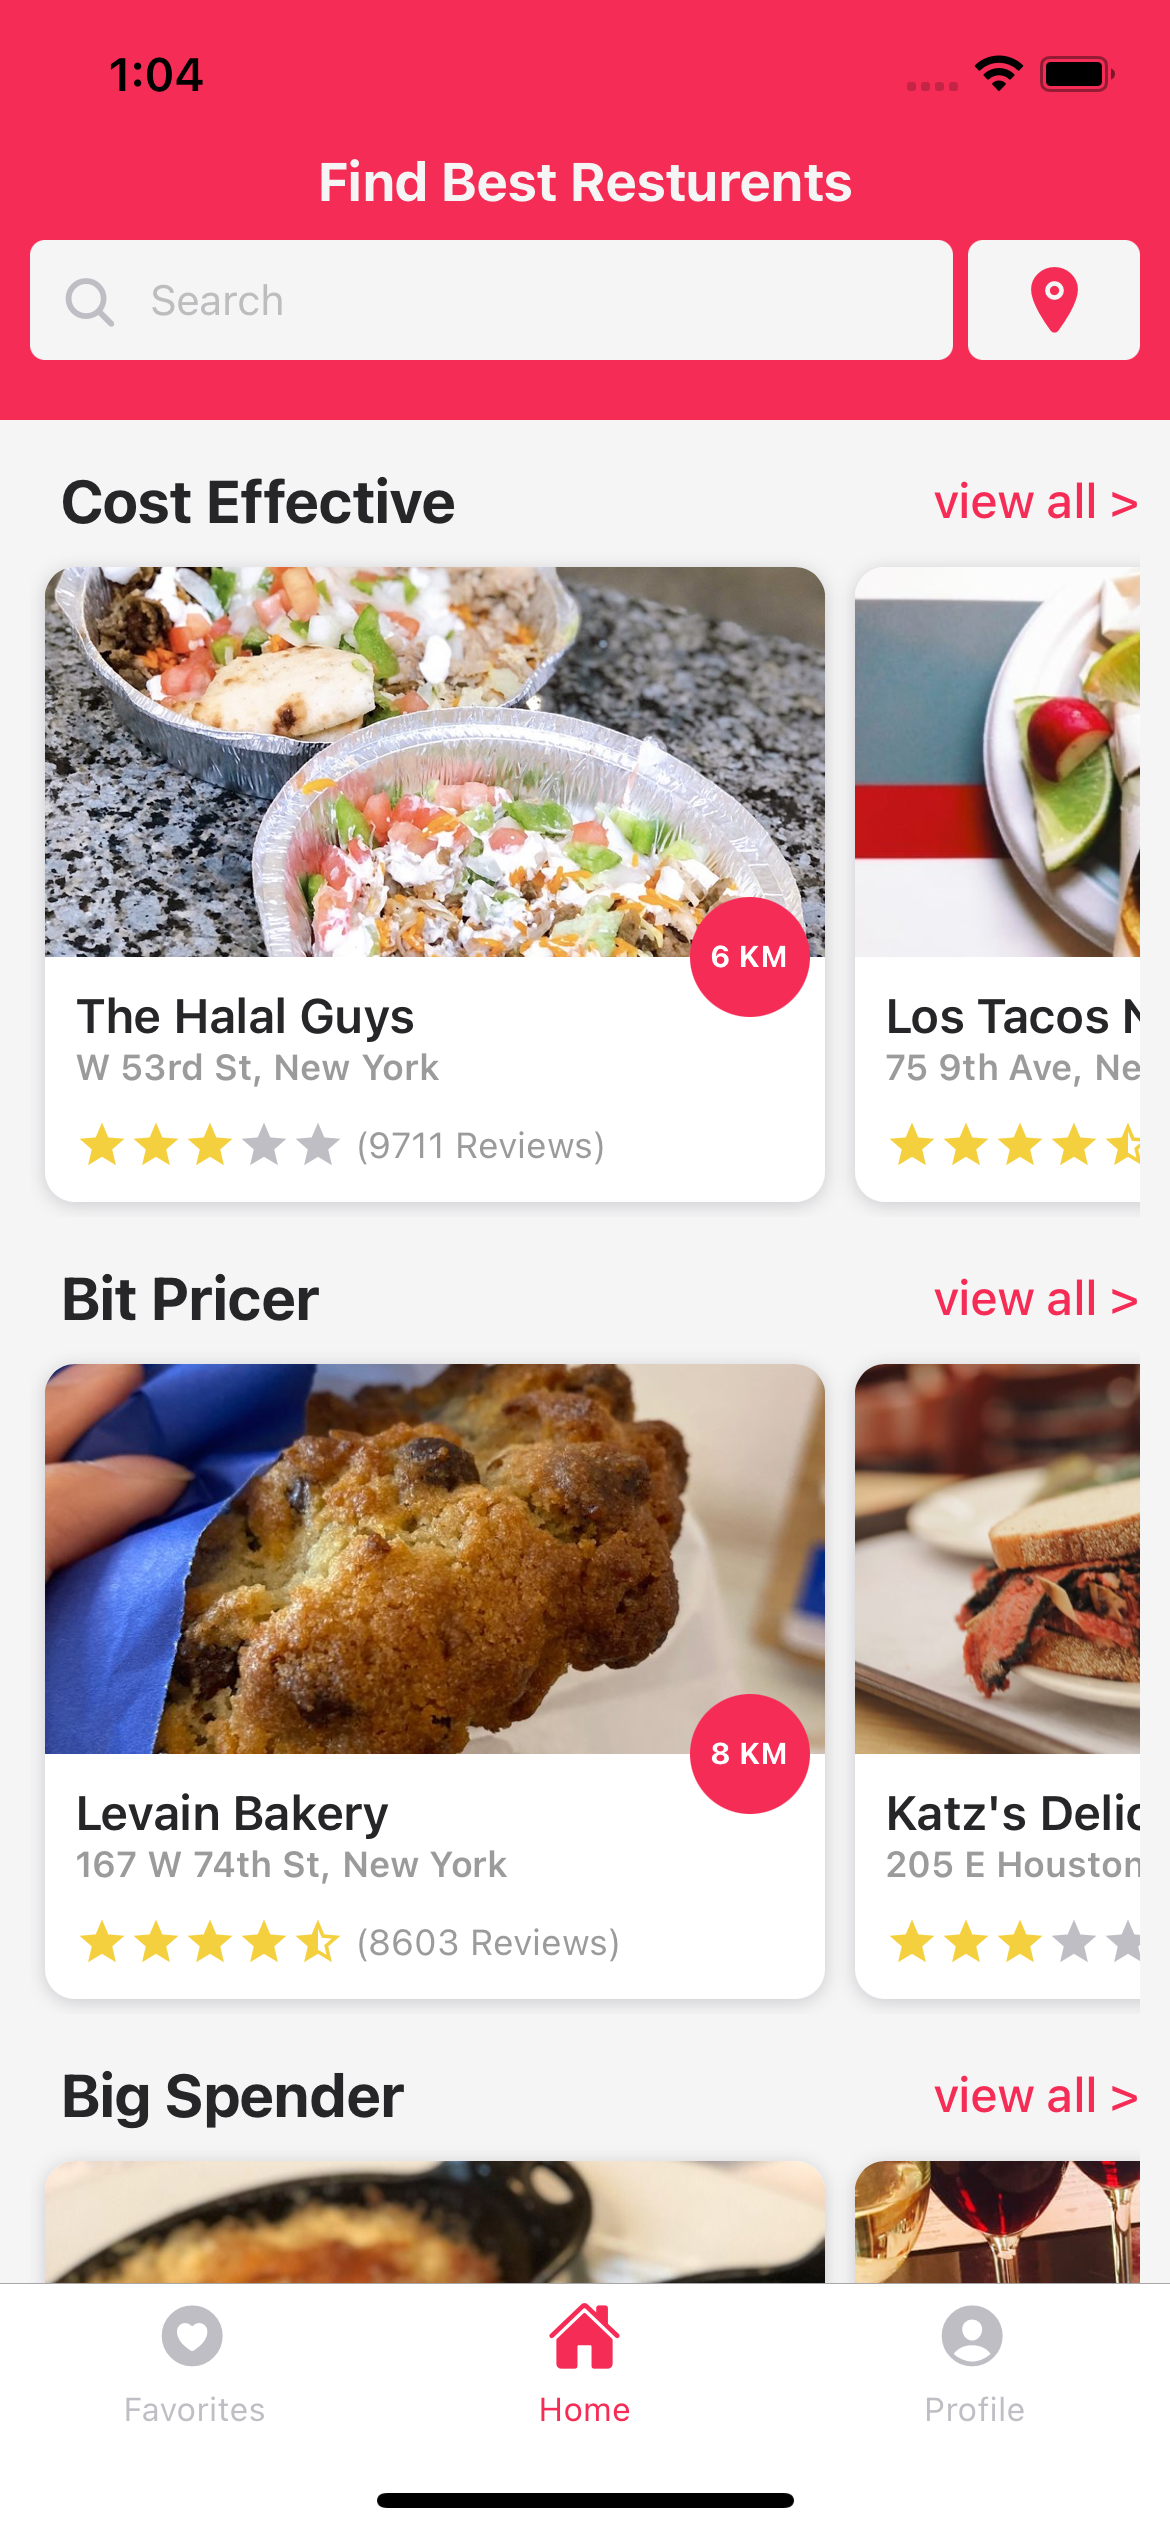 1:04
Find Best Resturents
Search
Cost Effective
view all >
6 KM
The Halal Guys
W 53rd St, New York
(9711 Reviews)
Los Tacos
75 9th Ave,
Bit Pricer
view all >
8 KM
Levain Bakery
167 W 74th St, New York
(8603 Reviews)
Katz's
205 E Houston
Big Spender
view all >
Favorites
Home
Profile